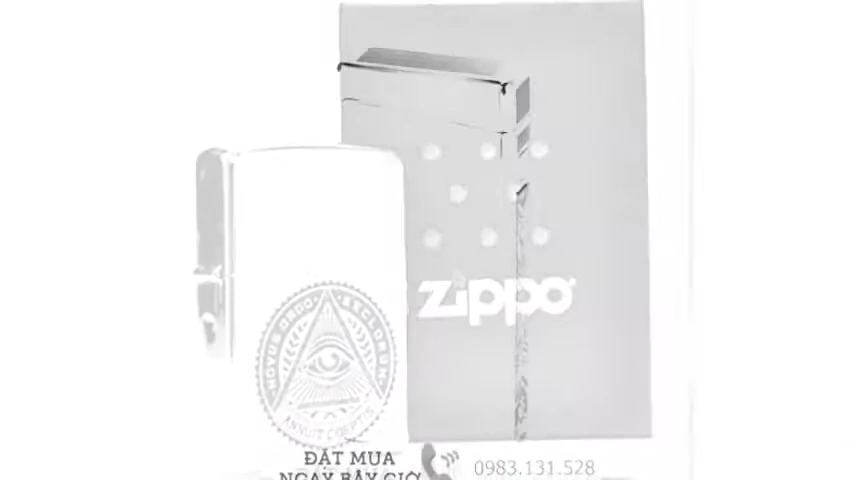 zippo
NOVUS ORDO SECLORUM
ANNUIT COEPTIS
ĐẶT MUA
NGAY BÂY GIỜ
0983.131.528